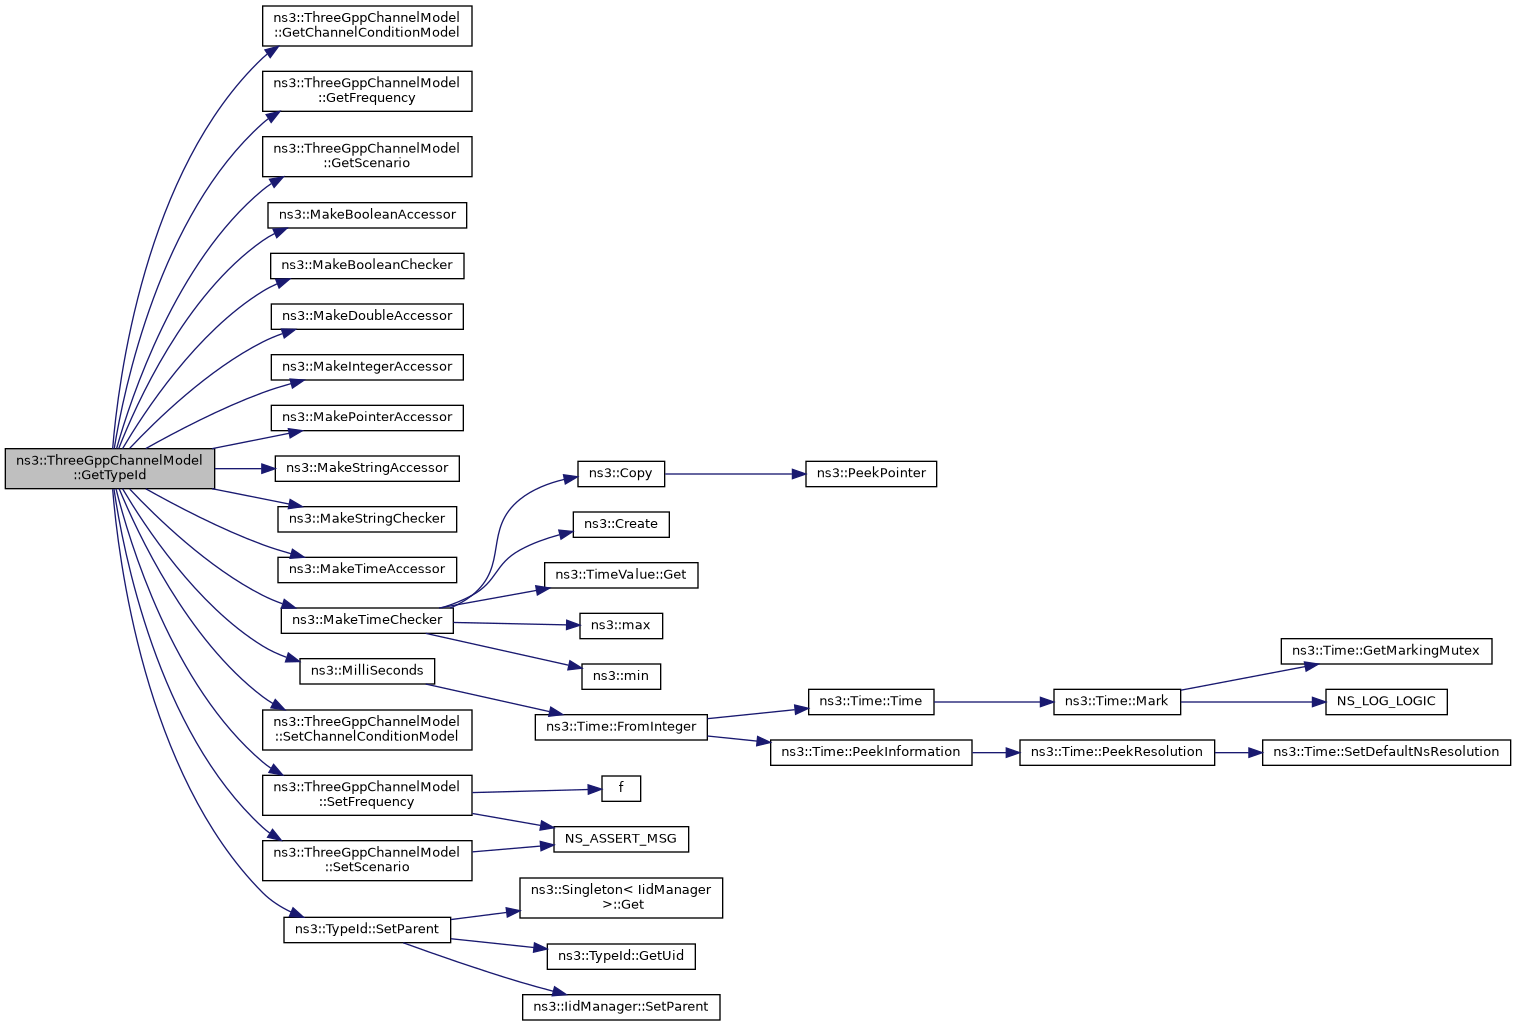 ns3::ThreeGppChannelModel
::GetTypeId
ns3::ThreeGppChannelModel
::GetChannelConditionModel
ns3::ThreeGppChannelModel
::GetFrequency
ns3::ThreeGppChannelModel
::GetScenario
ns3::MakeBooleanAccessor
ns3::MakeBooleanChecker
ns3::MakeDoubleAccessor
ns3::MakeIntegerAccessor
ns3::MakePointerAccessor
ns3::MakeStringAccessor
ns3::MakeStringChecker
ns3::MakeTimeAccessor
ns3::MakeTimeChecker
ns3::Copy
ns3::PeekPointer
ns3::Create
ns3::TimeValue::Get
ns3::max
ns3::min
ns3::MilliSeconds
ns3::Time::FromInteger
ns3::Time::Time
ns3::Time::Mark
ns3::Time::GetMarkingMutex
NS_LOG_LOGIC
ns3::Time::PeekInformation
ns3::Time::PeekResolution
ns3::Time::SetDefaultNsResolution
ns3::ThreeGppChannelModel
::SetChannelConditionModel
ns3::ThreeGppChannelModel
::SetFrequency
f
NS_ASSERT_MSG
ns3::ThreeGppChannelModel
::SetScenario
ns3::TypeId::SetParent
ns3::Singleton< IidManager
>::Get
ns3::TypeId::GetUid
ns3::IidManager::SetParent